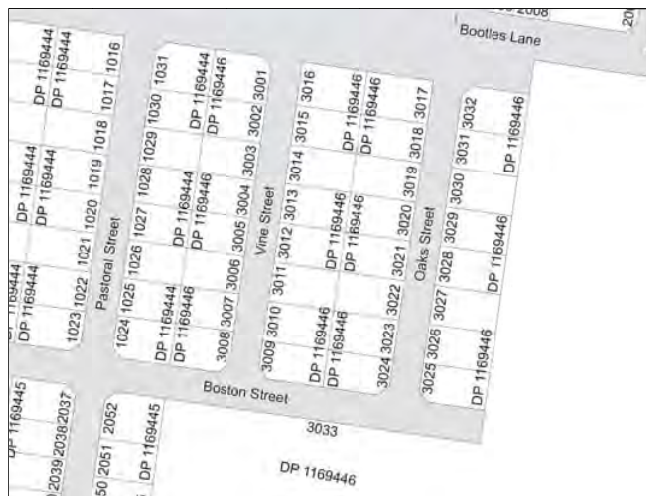 2008
Bootles Lane
DP 1169444
DP 1169444
1016
1017
1018
DP 1169444
DP 1169444
1019
1020
1021
DP 1169444
DP 1169444
1022
1023
Pastoral Street
1031
1030
1029
1028
1027
1026
1025
1024
DP 1169444
DP 1169446
DP 1169444
DP 1169446
DP 1169444
DP 1169446
3001
3002
3003
3004
3005
3006
3007
3008
Vine Street
3016
3015
3014
3013
3012
3011
3010
3009
DP 1169446
DP 1169446
DP 1169446
DP 1169446
DP 1169446
DP 1169446
3017
3018
3019
3020
3021
3022
3023
3024
Oaks Street
3032
3031
3030
3029
3028
3027
3026
3025
DP 1169446
DP 1169446
DP 1169446
Boston Street
DP 1169445
2037
2038
2039
2052
2051
DP 1169445
3033
DP 1169446